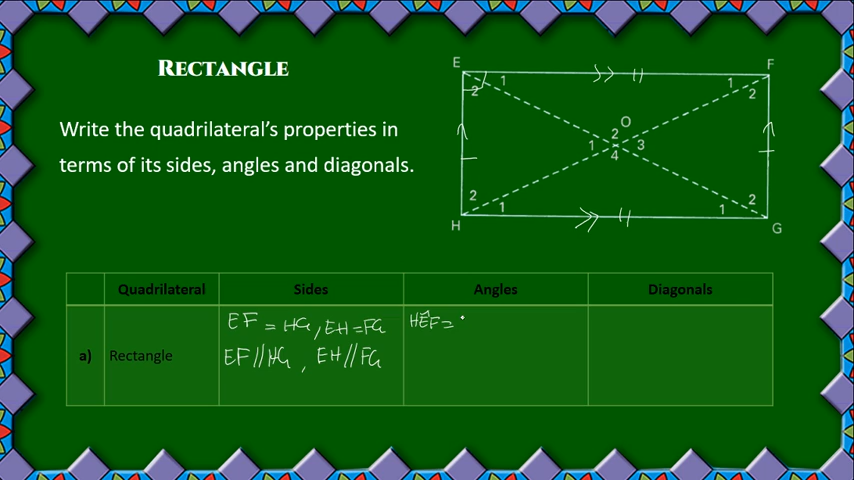 RECTANGLE
Write the quadrilateral's properties in
terms of its sides, angles and diagonals.
E
1
2
1
F
2
O
2
1
3
4
2
1
H
1
2
G
Quadrilateral Sides Angles Diagonals
a) Rectangle
EF = HG, EH = FG
EF // HG, EH // FG
HÊF =